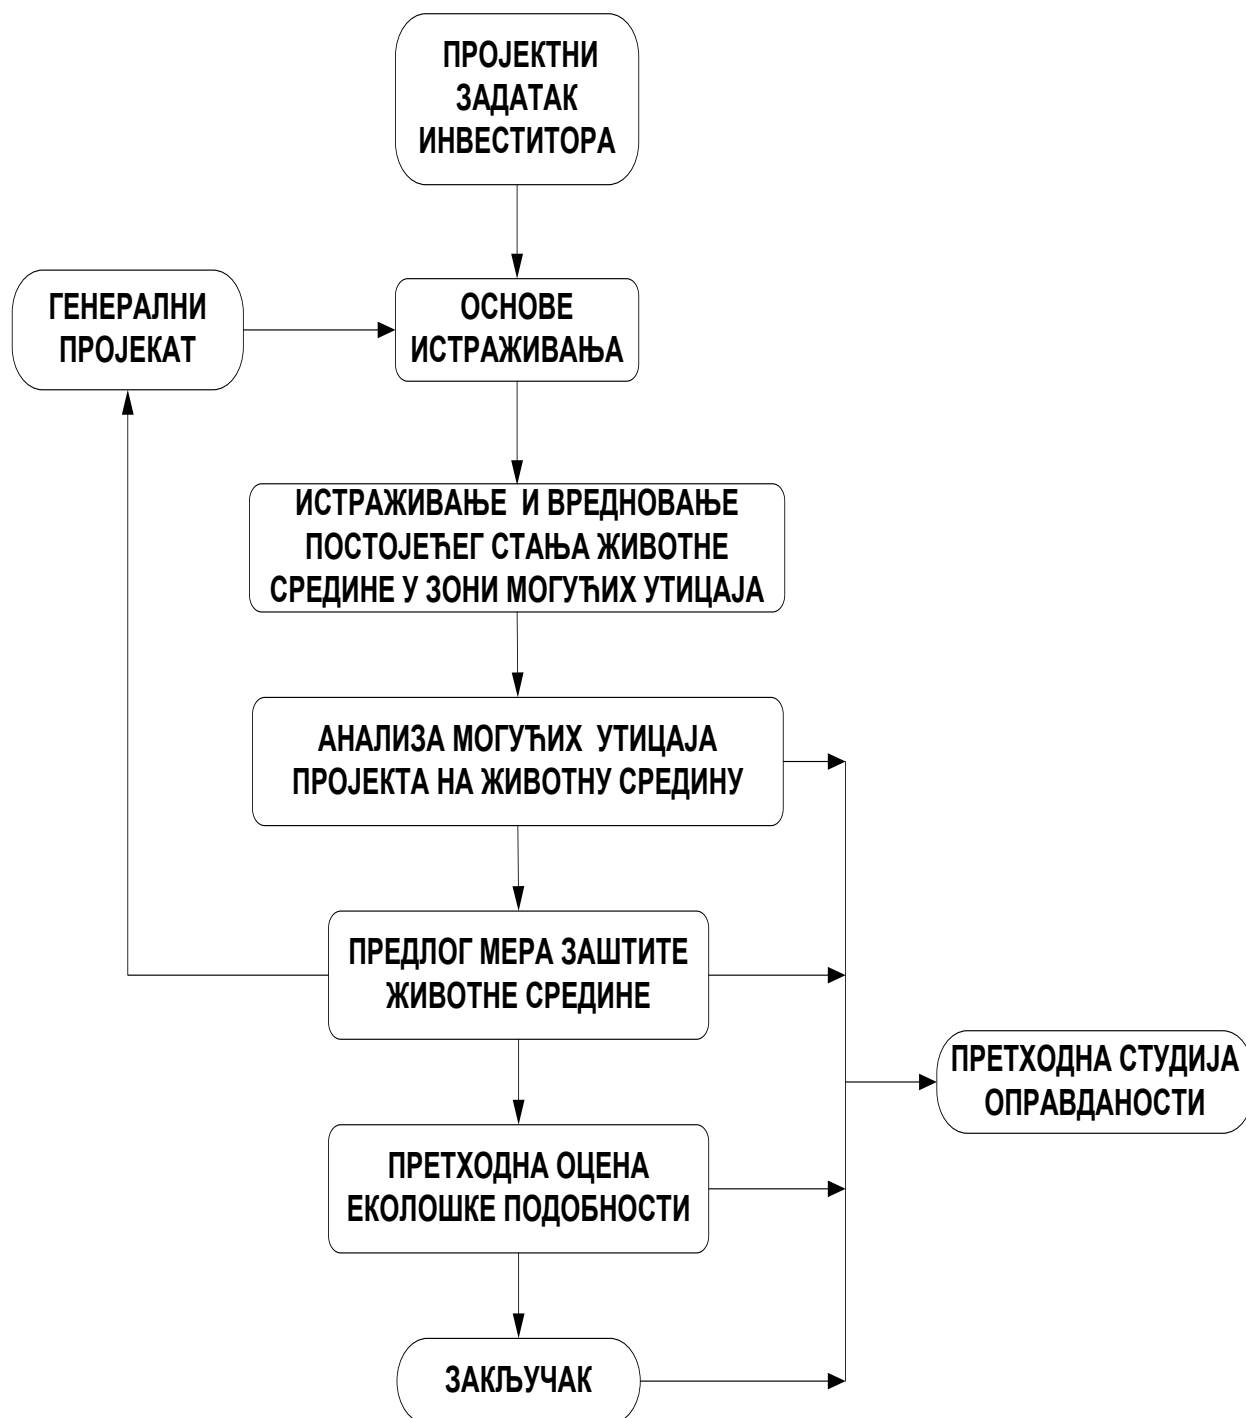 ПРОЈЕКТНИ
ЗАДАТАК
ИНВЕСТИТОРА
ГЕНЕРАЛНИ
ПРОЈЕКАТ
ОСНОВЕ
ИСТРАЖИВАЊА
ИСТРАЖИВАЊЕ И ВРЕДНОВАЊЕ
ПОСТОЈЕЋЕГ СТАЊА ЖИВОТНЕ
СРЕДИНЕ У ЗОНИ МОГУЋИХ УТИЦАЈА
АНАЛИЗА МОГУЋИХ УТИЦАЈА
ПРОЈЕКТА НА ЖИВОТНУ СРЕДИНУ
ПРЕДЛОГ МЕРА ЗАШТИТЕ
ЖИВОТНЕ СРЕДИНЕ
ПРЕТХОДНА СТУДИЈА
ОПРАВДАНОСТИ
ПРЕТХОДНА ОЦЕНА
ЕКОЛОШКЕ ПОДОБНОСТИ
ЗАКЉУЧАК